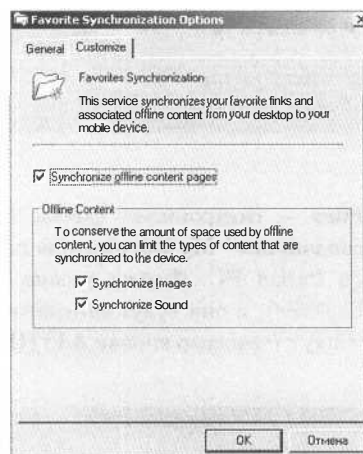 Favorite Synchronization Options
General Customize
Favorites Synchronization
This service synchronizes your favorite finks and
associated offline content from your desktop to your
mobile device.
Synchronize offline content pages
Offline Content
To conserve the amount of space used by offline
content, you can limit the types of content that are
synchronized to the device.
Synchronize Images
Synchronize Sound
OK Отмена